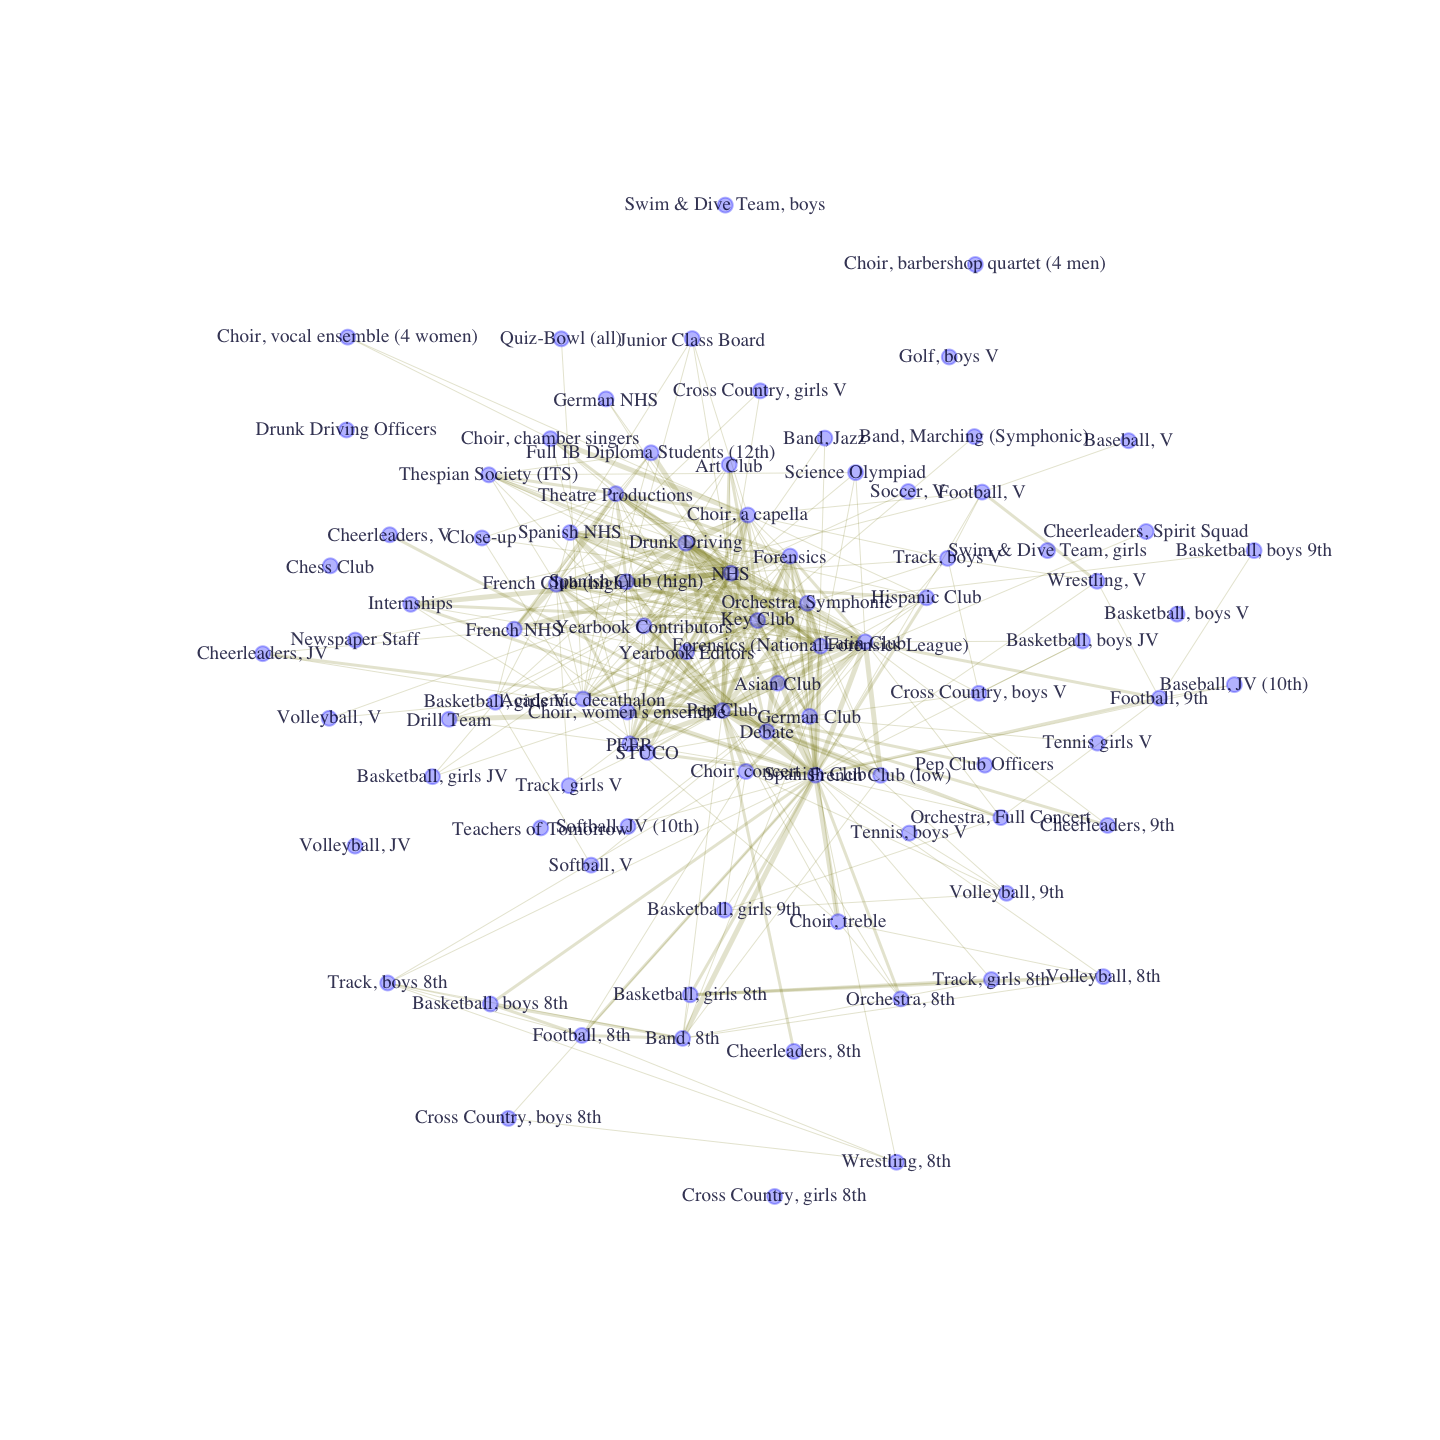 Swim & Dive Team, boys
Choir, barbershop quartet (4 men)
Choir, vocal ensemble (4 women)
Quiz-Bowl (all)
Junior Class Board
Golf, boys V
Cross Country, girls V
German NHS
Drunk Driving Officers
Choir, chamber singers
Band, Jazz
Band, Marching (Symphonic)
Baseball, V
Full IB Diploma Students (12th)
Art Club
Thespian Society (ITS)
Science Olympiad
Theatre Productions
Soccer, V
Football, V
Choir, a capella
Cheerleaders, V
Close-up
Spanish NHS
Drunk Driving
Cheerleaders, Spirit Squad
Forensics
Track, boys V
Swim & Dive Team, girls
Basketball, boys 9th
Chess Club
French Club (high)
Spanish Club (high)
NHS
Wrestling, V
Internships
Orchestra, Symphonic
Hispanic Club
Key Club
Basketball, boys V
French NHS
Yearbook Contributors
Newspaper Staff
Forensics (National Forensics League)
Latin Club
Basketball, boys JV
Cheerleaders, JV
Yearbook Editors
Asian Club
Cross Country, boys V
Baseball, JV (10th)
Football, 9th
Basketball, girls V
Academic decathalon
Volleyball, V
Drill Team
Choir, women's ensemble
Pep Club
German Club
Debate
PEER
STUCO
Tennis girls V
Pep Club Officers
Basketball, girls JV
Track, girls V
Choir, concert
Spanish Club
French Club (low)
Orchestra, Full Concert
Cheerleaders, 9th
Teachers of Tomorrow
Softball, JV (10th)
Tennis, boys V
Volleyball, JV
Softball, V
Volleyball, 9th
Basketball, girls 9th
Choir, treble
Track, boys 8th
Track, girls 8th
Volleyball, 8th
Basketball, boys 8th
Basketball, girls 8th
Orchestra, 8th
Football, 8th
Band, 8th
Cheerleaders, 8th
Cross Country, boys 8th
Wrestling, 8th
Cross Country, girls 8th